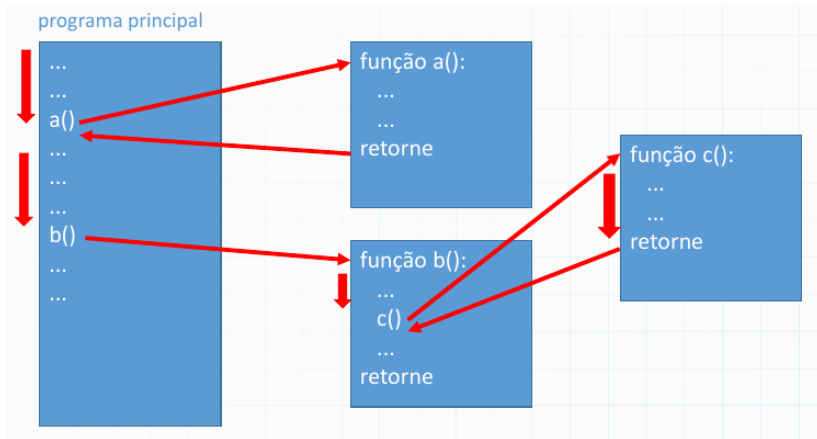 programa principal
...
...
a()
...
...
...
b()
...
...
função a():
...
...
retorne
função b():
...
c()
...
retorne
função c():
...
...
retorne